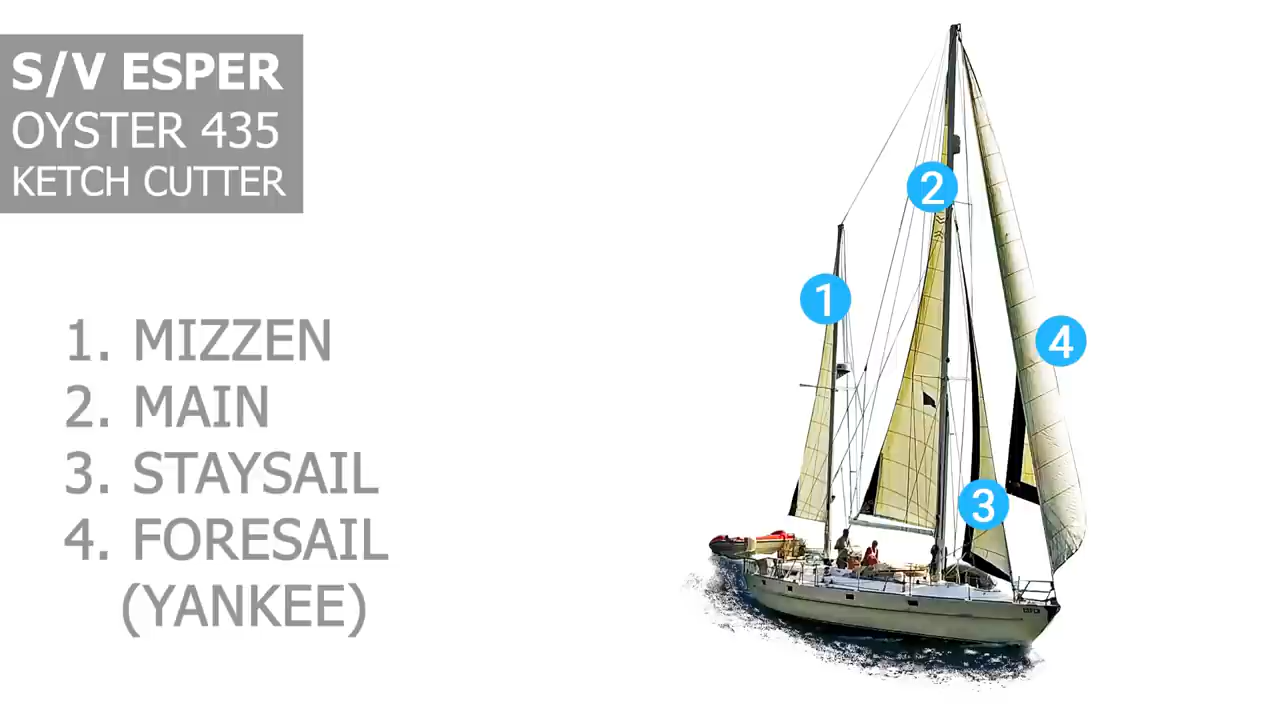 S/V ESPER
OYSTER 435
KETCH CUTTER
1. MIZZEN
2. MAIN
3. STAYSAIL
4. FORESAIL
(YANKEE)
1
2
3
4